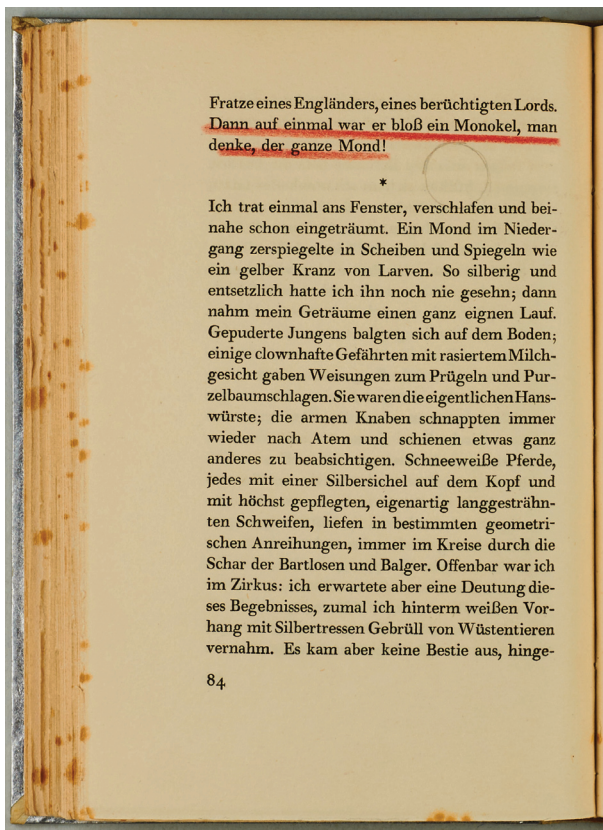 Fratze eines Engländers, eines berüchtigten Lords.
Dann auf einmal war er bloß ein Monokel, man
denke, der ganze Mond!
*
Ich trat einmal ans Fenster, verschlafen und bei-
nahe schon eingeträumt. Ein Mond im Nieder-
gang zerspiegelte in Scheiben und Spiegeln wie
ein gelber Kranz von Larven. So silberig und
entsetzlich hatte ich ihn noch nie gesehn; dann
nahm mein Geträume einen ganz eignen Lauf.
Gepuderte Jungens balgten sich auf dem Boden;
einige clownhafte Gefährten mit rasiertem Milch-
gesicht gaben Weisungen zum Prügeln und Pur-
zelbaumschlagen. Sie waren die eigentlichen Hans-
würste; die armen Knaben schnappten immer
wieder nach Atem und schienen etwas ganz
anderes zu beabsichtigen. Schneeweiße Pferde,
jedes mit einer Silbersichel auf dem Kopf und
mit höchst gepflegten, eigenartig langgesträhn-
ten Schweifen, liefen in bestimmten geometri-
schen Anreihungen, immer im Kreise durch die
Schar der Bartlosen und Balger. Offenbar war ich
im Zirkus: ich erwartete aber eine Deutung die-
ses Begebnisses, zumal ich hinterm weißen Vor-
hang mit Silbertressen Gebrüll von Wüstentieren
vernahm. Es kam aber keine Bestie aus, hinge-
84